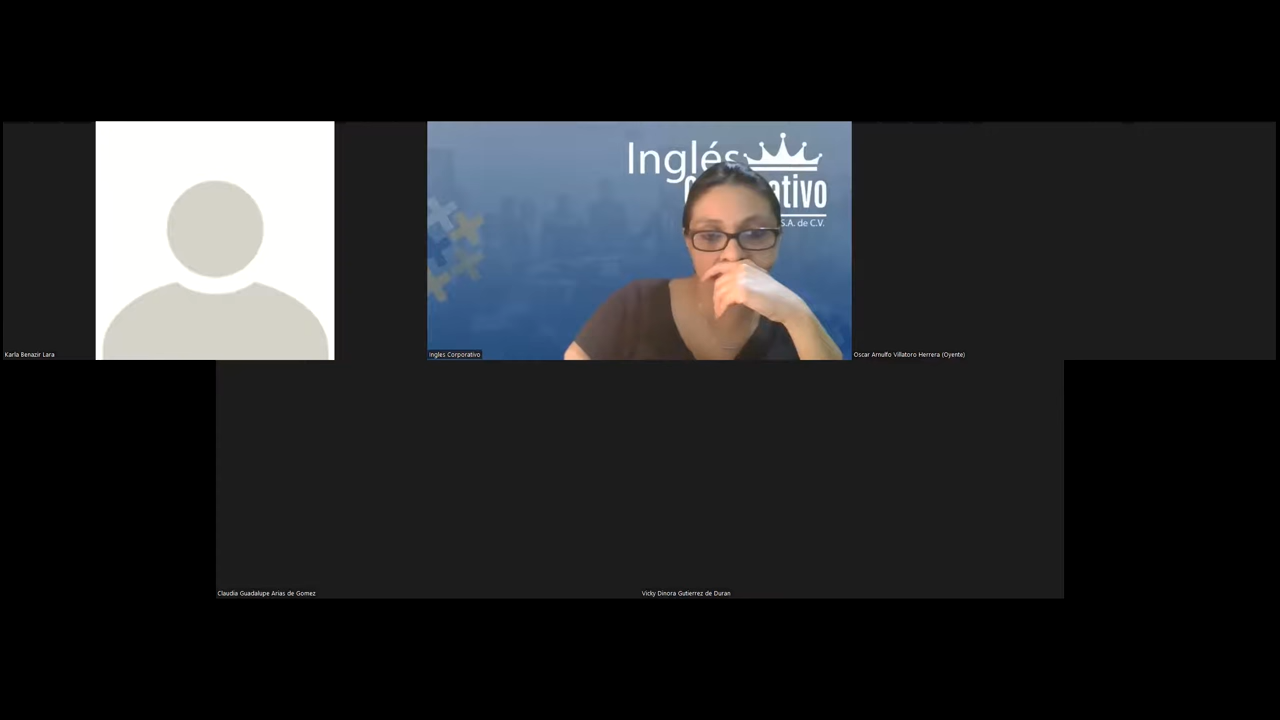 Inglés
ativo
S.A. de C.V.
Karla Benazir Lara
Ingles Corporativo
Oscar Arnulfo Villatoro Herrera (Oyente)
Claudia Guadalupe Arias de Gomez
Vicky Dinora Gutierrez de Duran